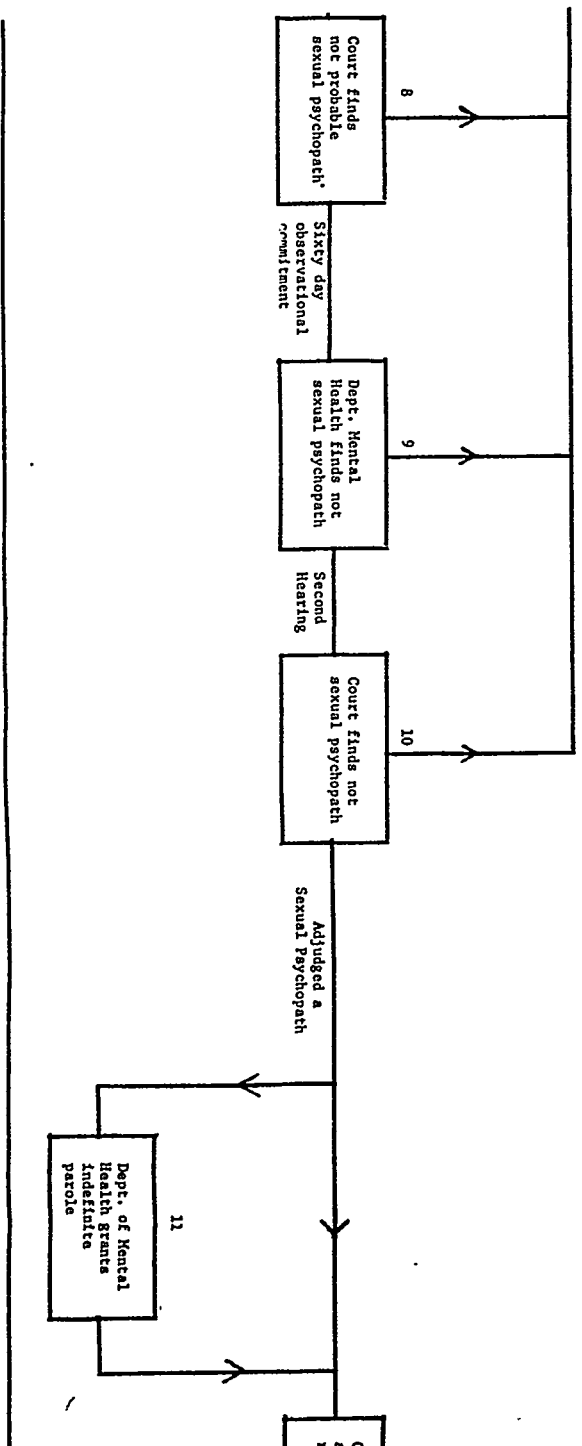 8
Court finds
not probable
sexual psychopath*
Sixty day
observational
commitment
9
Dept. Mental
Health finds not
sexual psychopath
Second
Hearing
10
Court finds not
sexual psychopath
Adjudged a
Sexual Psychopath
11
Dept. of Mental
Health grants
indefinite
parole